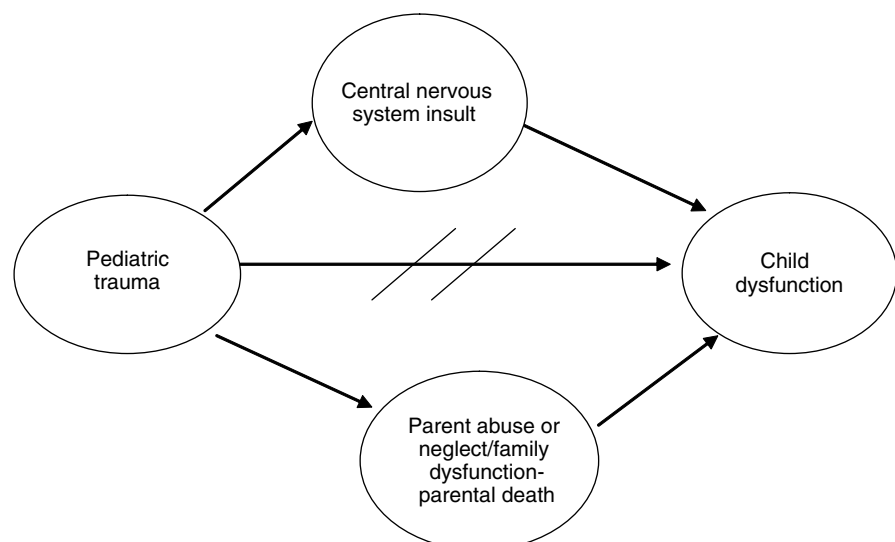 Central nervous
system insult
Pediatric
trauma
Child
dysfunction
Parent abuse or
neglect/family
dysfunction-
parental death